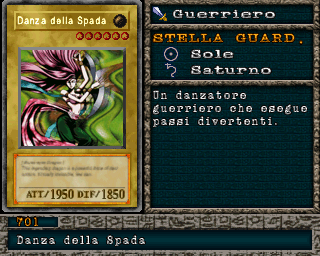 Danza della Spada
ATT/1950 DIF/1850
Guerriero
STELLA GUARD.
Sole
Saturno
Un danzatore
guerriero che esegue
passi divertenti.
701
Danza della Spada